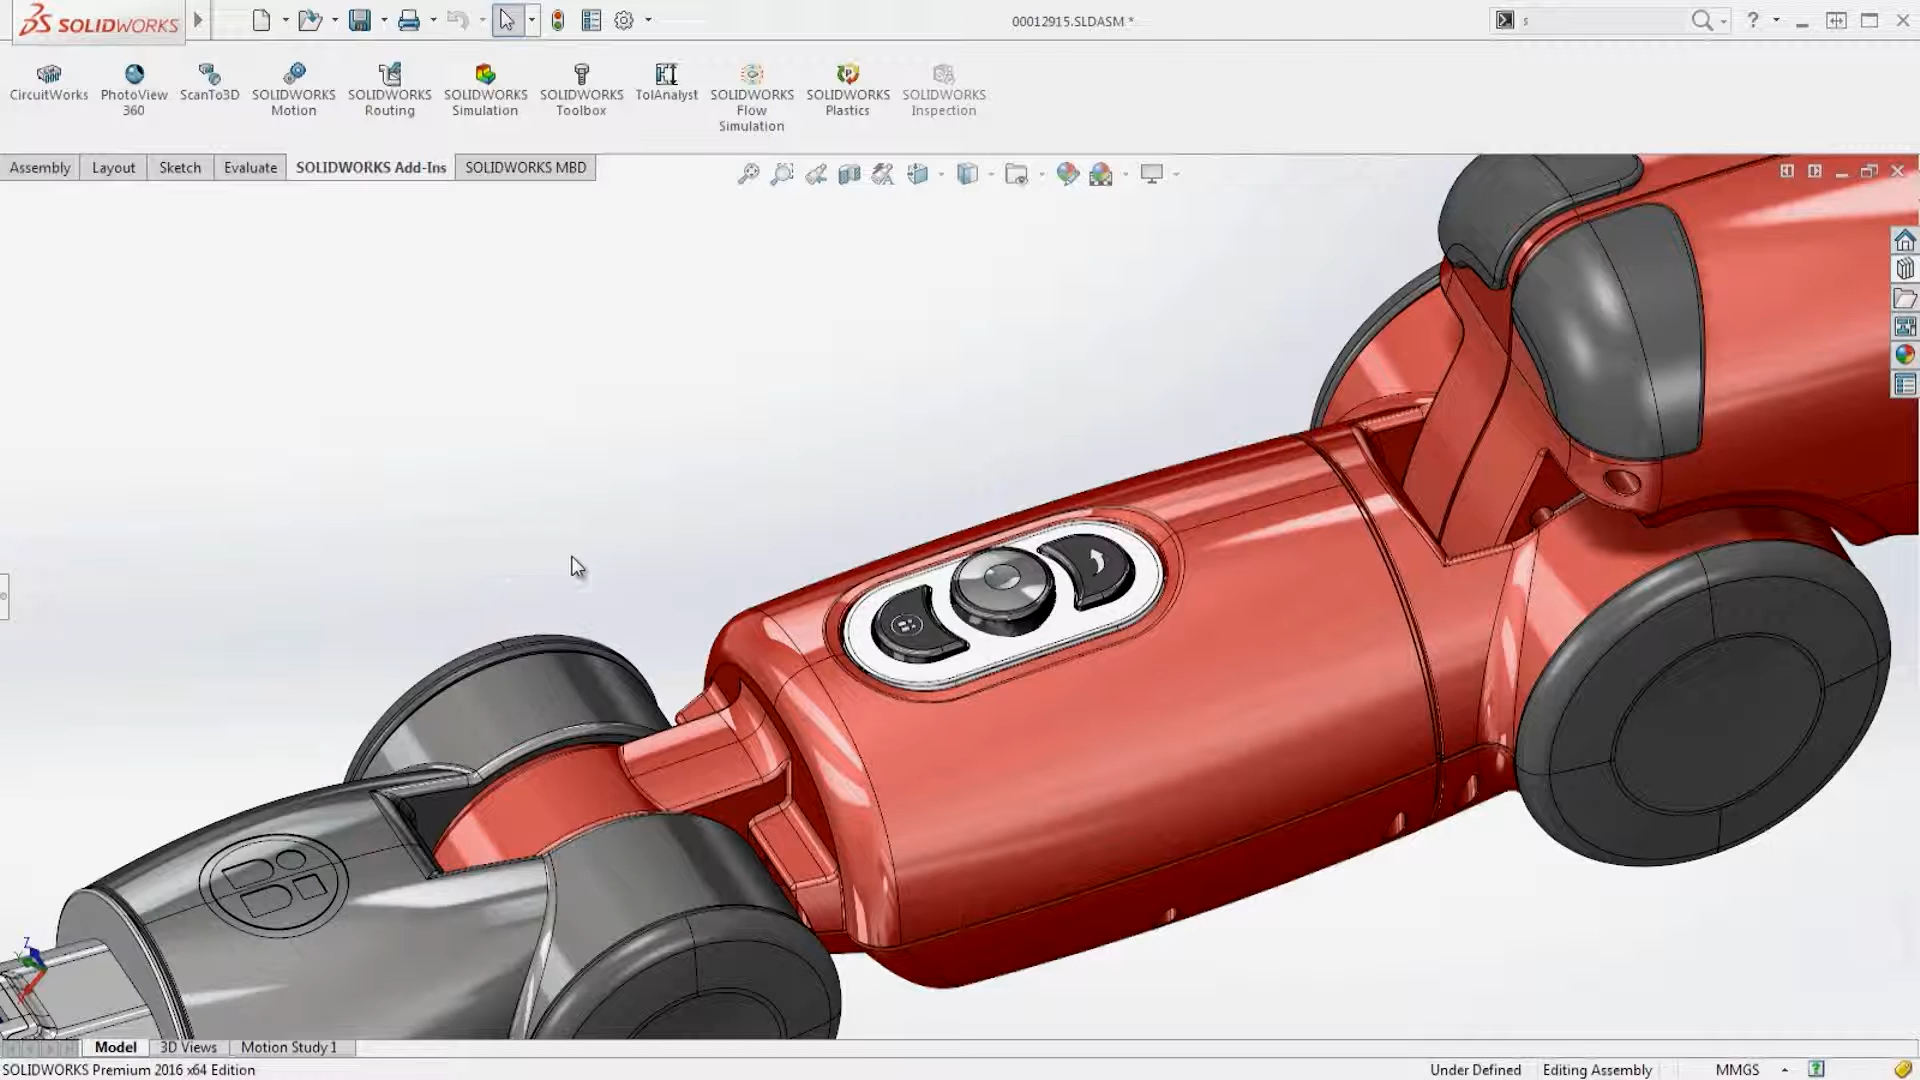 SOLIDWORKS
00012915.SLDASM *
s
?
CircuitWorks
PhotoView
360
ScanTo3D
SOLIDWORKS
Motion
SOLIDWORKS
Routing
SOLIDWORKS
Simulation
SOLIDWORKS
Toolbox
TolAnalyst
SOLIDWORKS
Flow
Simulation
SOLIDWORKS
Plastics
SOLIDWORKS
Inspection
Assembly
Layout
Sketch
Evaluate
SOLIDWORKS Add-Ins
SOLIDWORKS MBD
Z
Model
3D Views
Motion Study 1
SOLIDWORKS Premium 2016 x64 Edition
Under Defined
Editing Assembly
MMGS
?